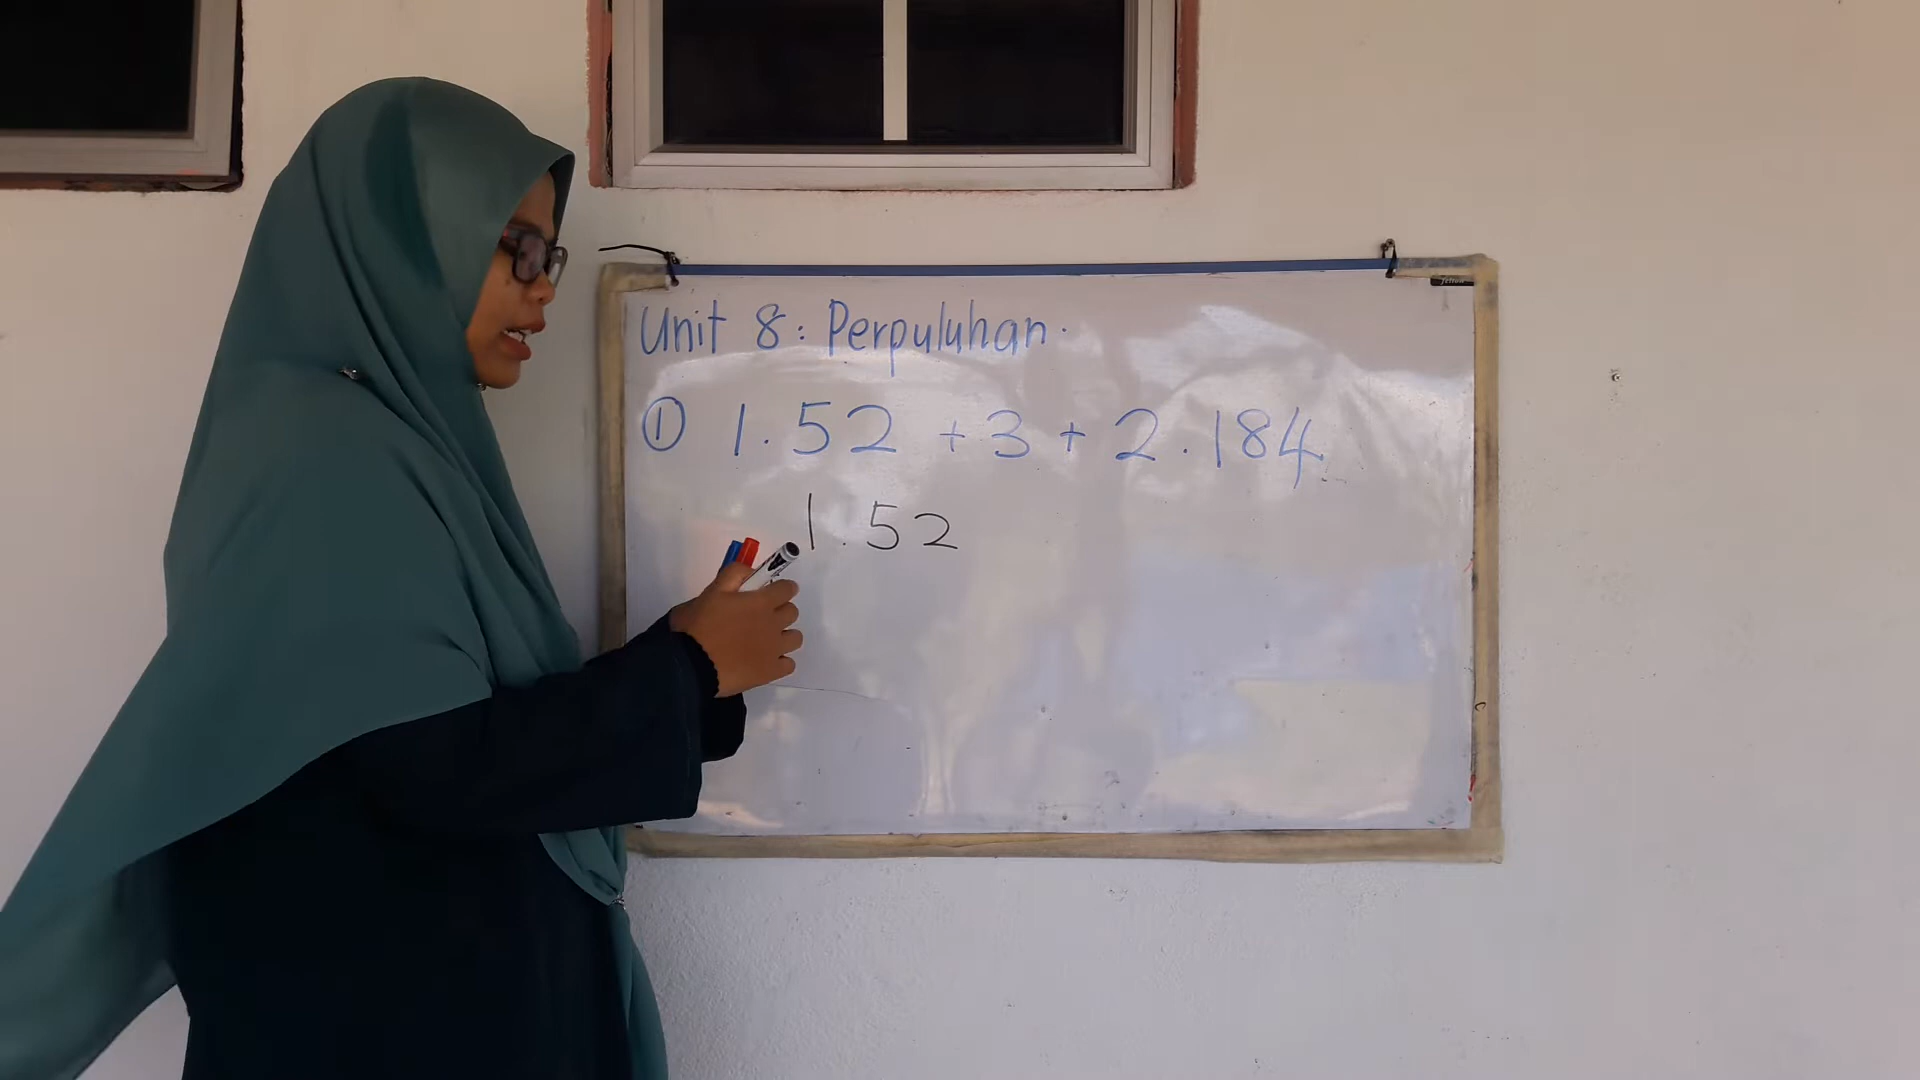 Unit 8: Perpuluhan.
① 1.52 + 3 + 2.184
1.52